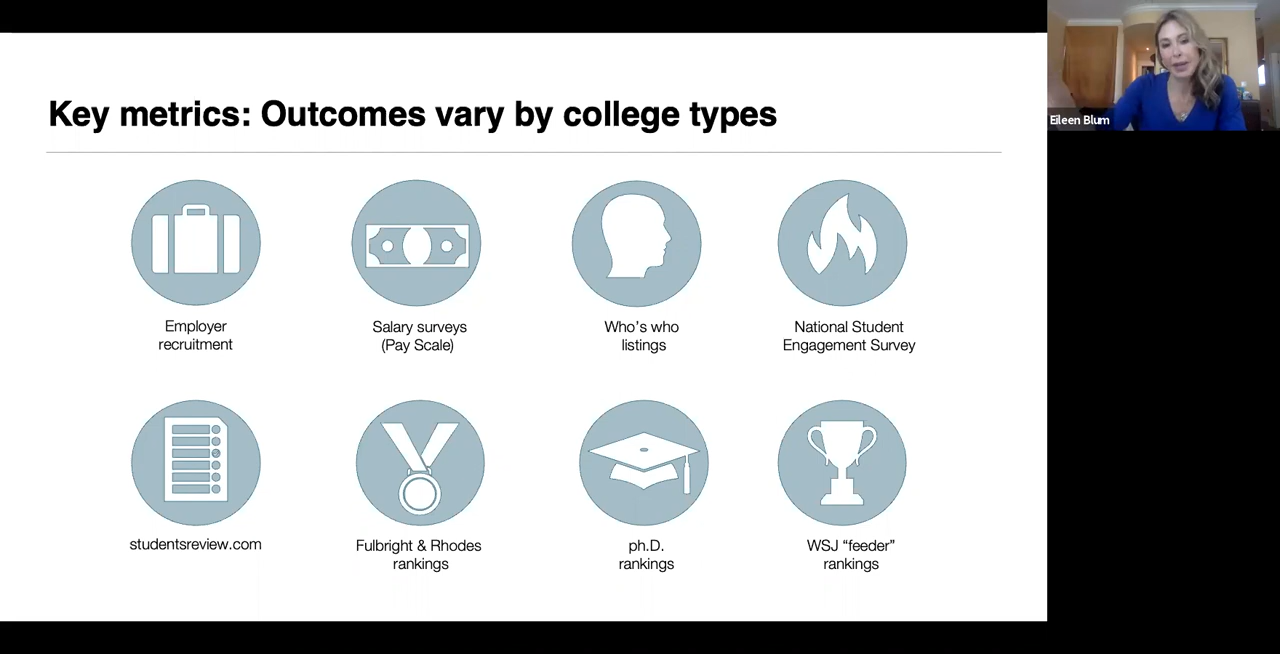 Key metrics: Outcomes vary by college types
Eileen Blum
Employer
recruitment
Salary surveys
(Pay Scale)
Who's who
listings
National Student
Engagement Survey
studentsreview.com
Fulbright & Rhodes
rankings
ph.D.
rankings
WSJ “feeder”
rankings